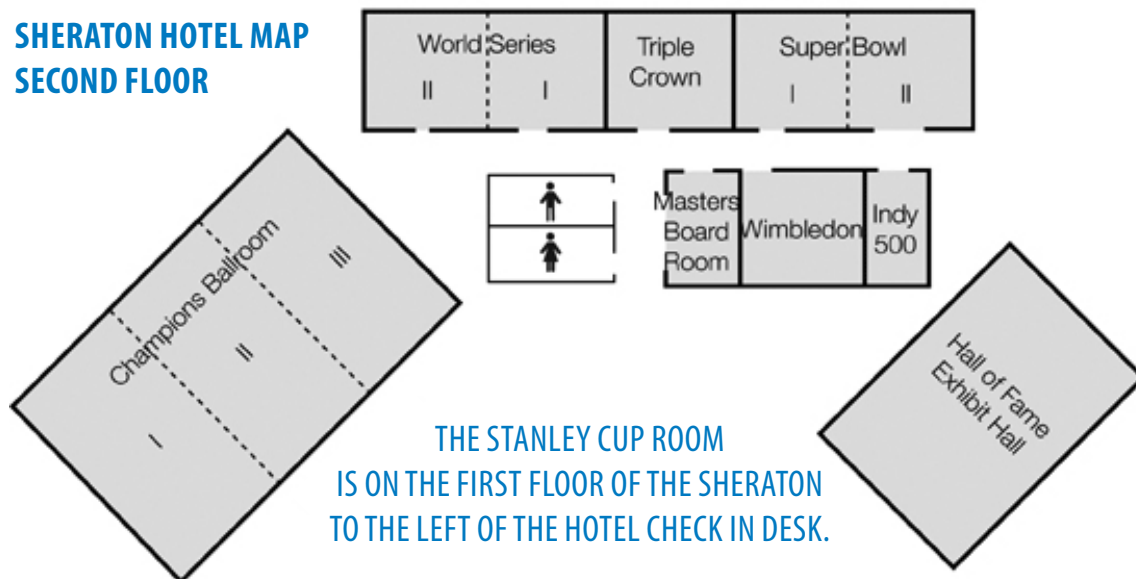 SHERATON HOTEL MAP
SECOND FLOOR
World Series
II
I
Triple
Crown
Super Bowl
I
II
Masters
Board
Room
Wimbledon
Indy
500
Champions Ballroom
I
II
III
Hall of Fame
Exhibit Hall
THE STANLEY CUP ROOM
IS ON THE FIRST FLOOR OF THE SHERATON
TO THE LEFT OF THE HOTEL CHECK IN DESK.